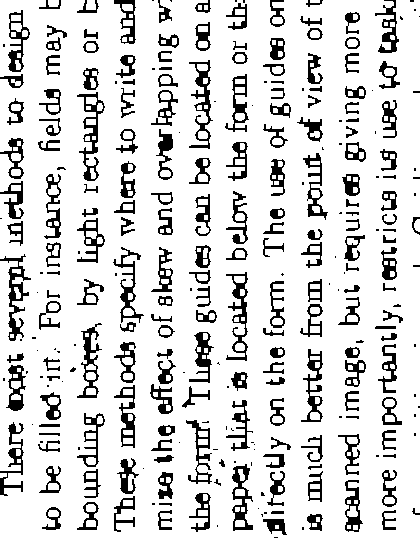 There exist several methods to design
to be filled in. For instance, fields may
bounding boxes, by light rectangles or
These methods specify where to write and
mize the effect of skew and overlapping
the form. These guides can be located on a
paper that is located below the form or
directly on the form. The use of guides on
is much better from the point of view of
scanned image, but requires giving more
more importantly, restricts its use to tasks